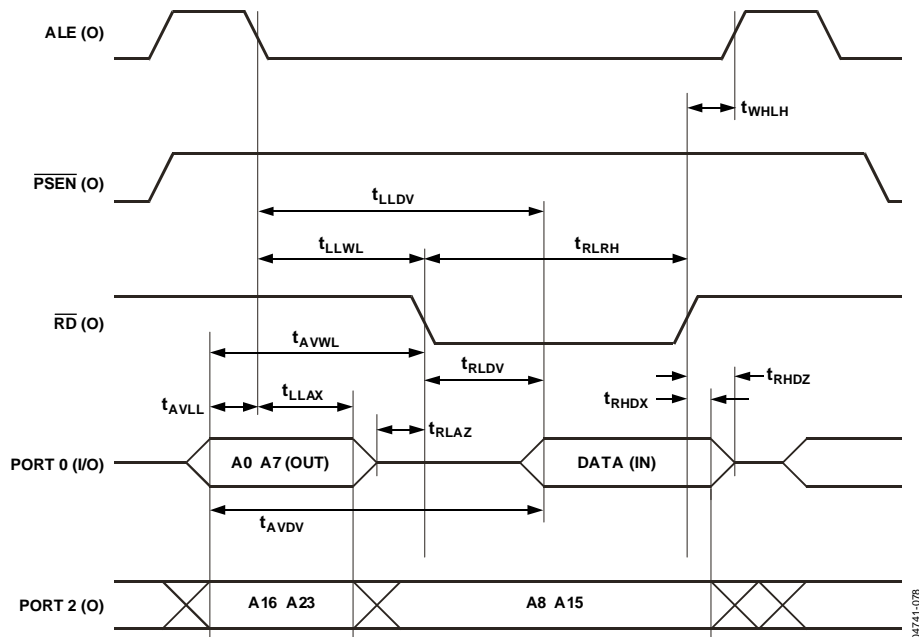 ALE (O)
tWHLH
PSEN (O)
tLLDV
tLLWL
tRLRH
RD (O)
tAVWL
tRLDV
tRHDZ
tAVLL
tLLAX
tRHDX
tRLAZ
PORT 0 (I/O)
A0 A7 (OUT)
DATA (IN)
tAVDV
PORT 2 (O)
A16 A23
A8 A15
04741-078